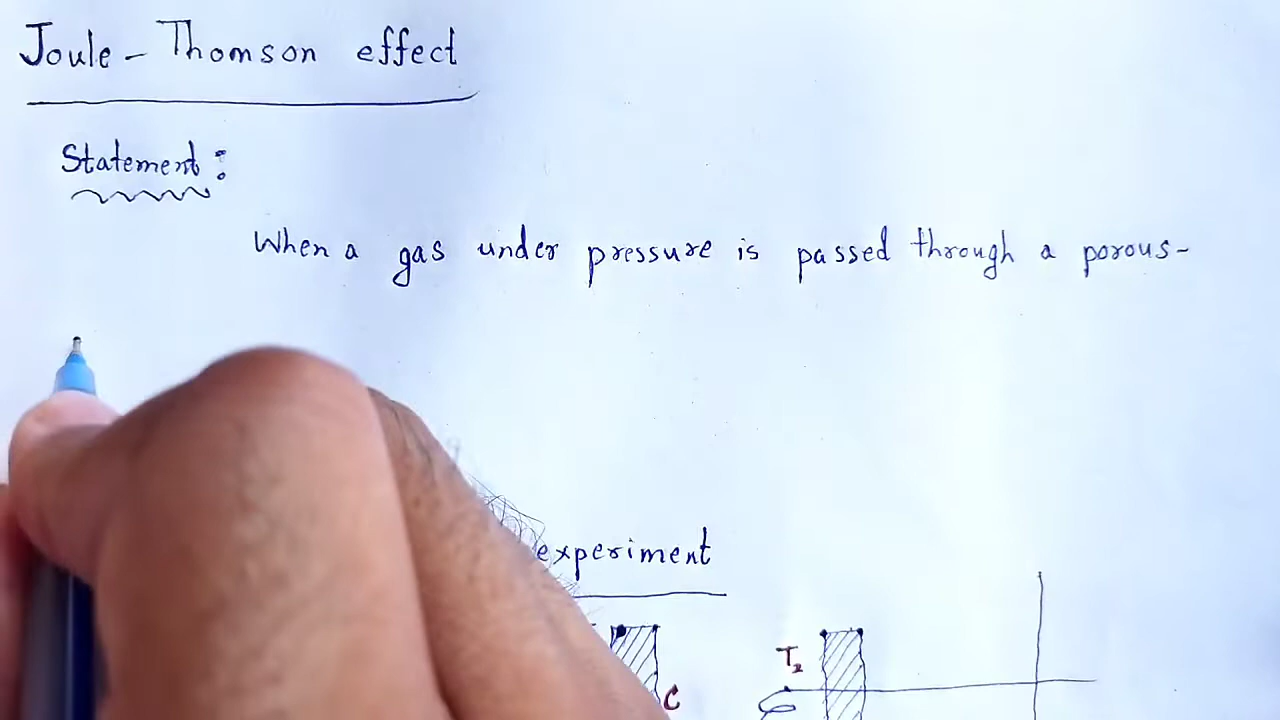 Joule - Thomson effect
Statement :
When a gas under pressure is passed through a porous-
experiment
T₂
C